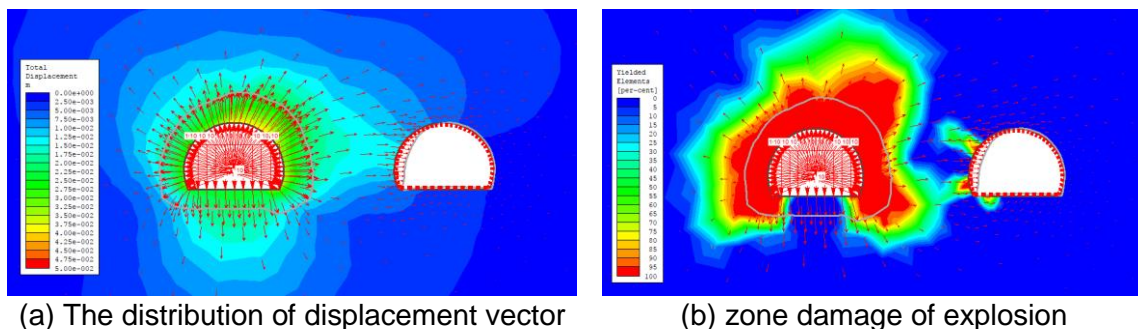 Total
Displacement
m
0.00e+000
2.50e-003
5.00e-003
7.50e-003
1.00e-002
1.25e-002
1.50e-002
1.75e-002
2.00e-002
2.25e-002
2.50e-002
2.75e-002
3.00e-002
3.25e-002
3.50e-002
3.75e-002
4.00e-002
4.25e-002
4.50e-002
4.75e-002
5.00e-002
10
Yielded
Elements
[per-cent]
0
5
10
15
20
25
30
35
40
45
50
55
60
65
70
75
80
85
90
95
100
10
(a) The distribution of displacement vector
(b) zone damage of explosion